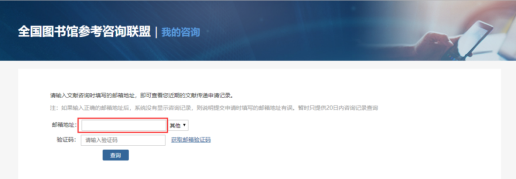 全国图书馆参考咨询联盟 | 我的咨询
请输入文献咨询时填写的邮箱地址，即可查看您近期的文献传递申请记录。
注：如果输入正确的邮箱地址后，系统没有显示咨询记录，则说明提交申请时填写的邮箱地址有误。暂时只提供20日内咨询记录查询
邮箱地址： 其他
验证码： 请输入验证码 获取邮箱验证码
查询